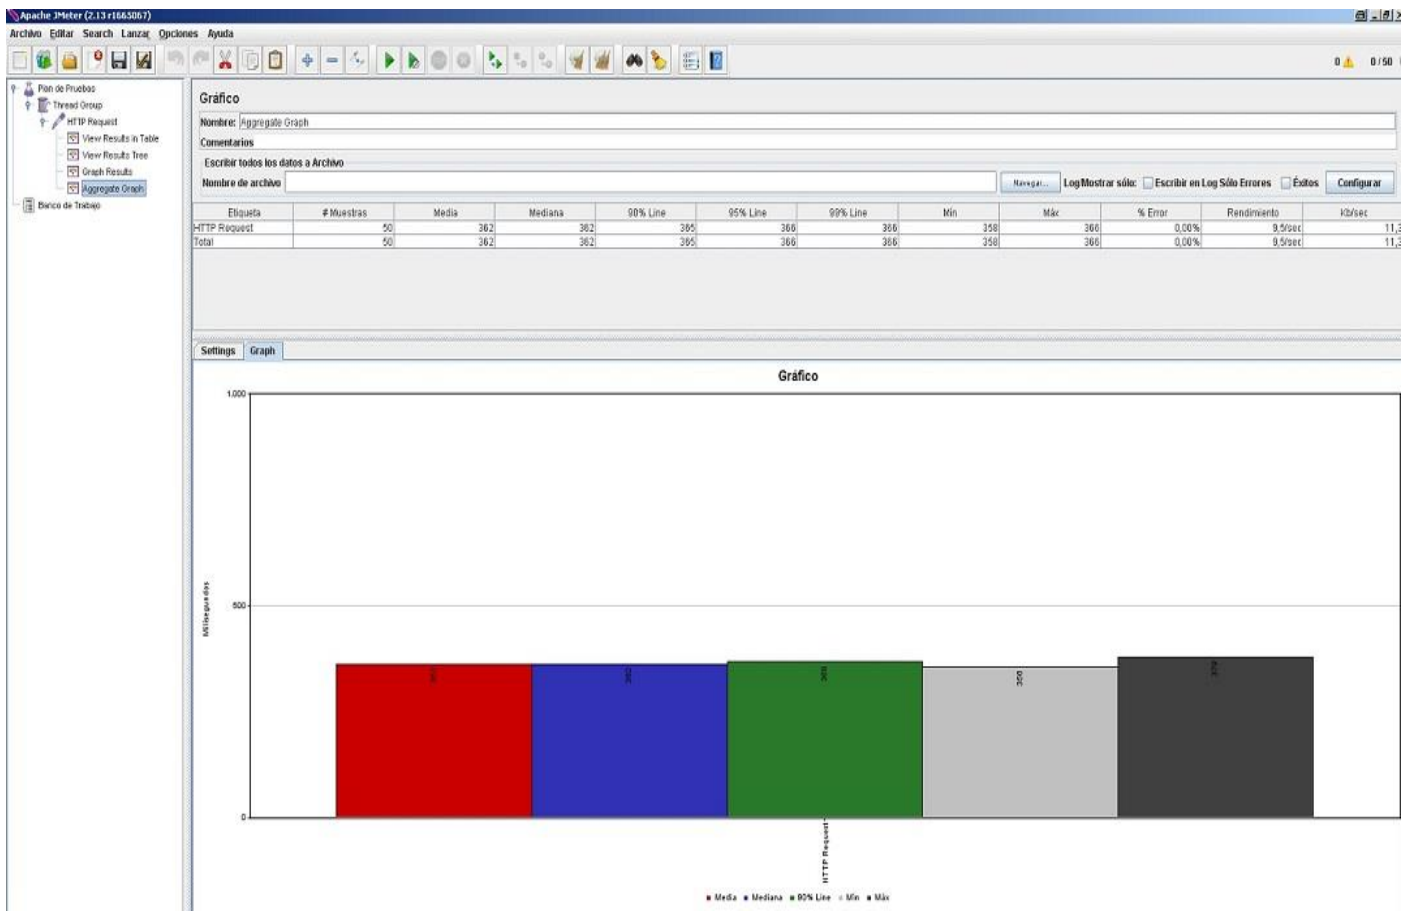 Apache JMeter (2.13 r1665067)
Archivo Editar Search Lanzar Opciones Ayuda
0 0 / 50
Plan de Pruebas
Thread Group
HTTP Request
View Results in Table
View Results Tree
Graph Results
Aggregate Graph
Banco de Trabajo
Gráfico
Nombre: Aggregate Graph
Comentarios
Escribir todos los datos a Archivo
Nombre de archivo Navegar... Log/Mostrar sólo: Escribir en Log Sólo Errores Éxitos Configurar
Etiqueta # Muestras Media Mediana 90% Line 95% Line 99% Line Mín Máx % Error Rendimiento Kb/sec
HTTP Request 50 362 362 365 366 366 358 366 0,00% 9,5/sec 11,3
Total 50 362 362 365 366 366 358 366 0,00% 9,5/sec 11,3
Settings Graph
Gráfico
1.000
500
0
Milisegundos
HTTP Request
Media Mediana 90% Line Mín Máx